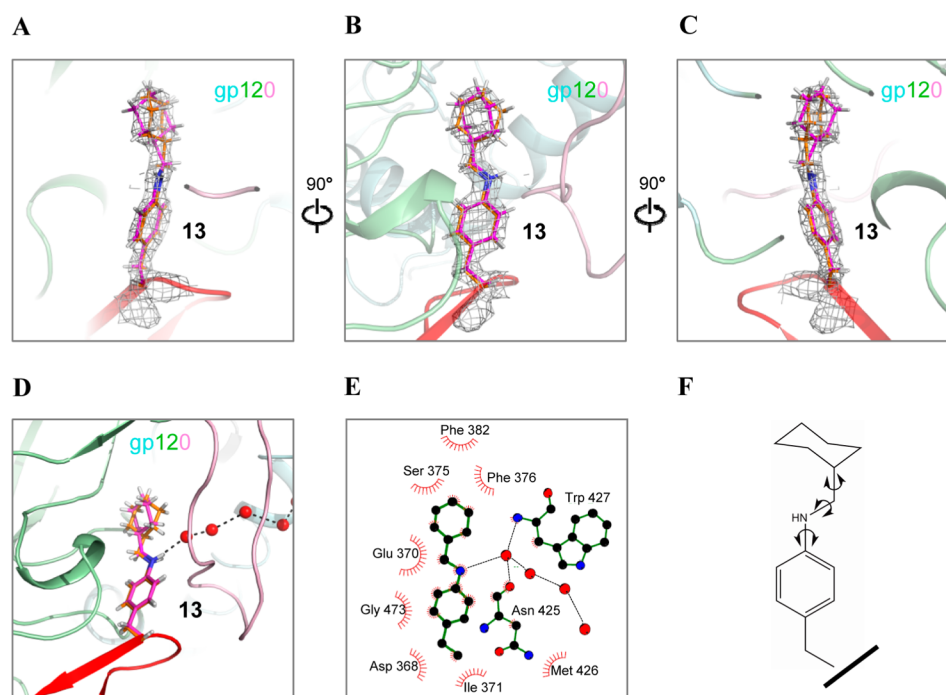 A
B
C
gp120
13
90°
gp120
13
90°
gp120
13
D
E
F
gp120
13
Phe 382
Ser 375
Phe 376
Trp 427
Glu 370
Gly 473
Asn 425
Asp 368
Ile 371
Met 426
HN